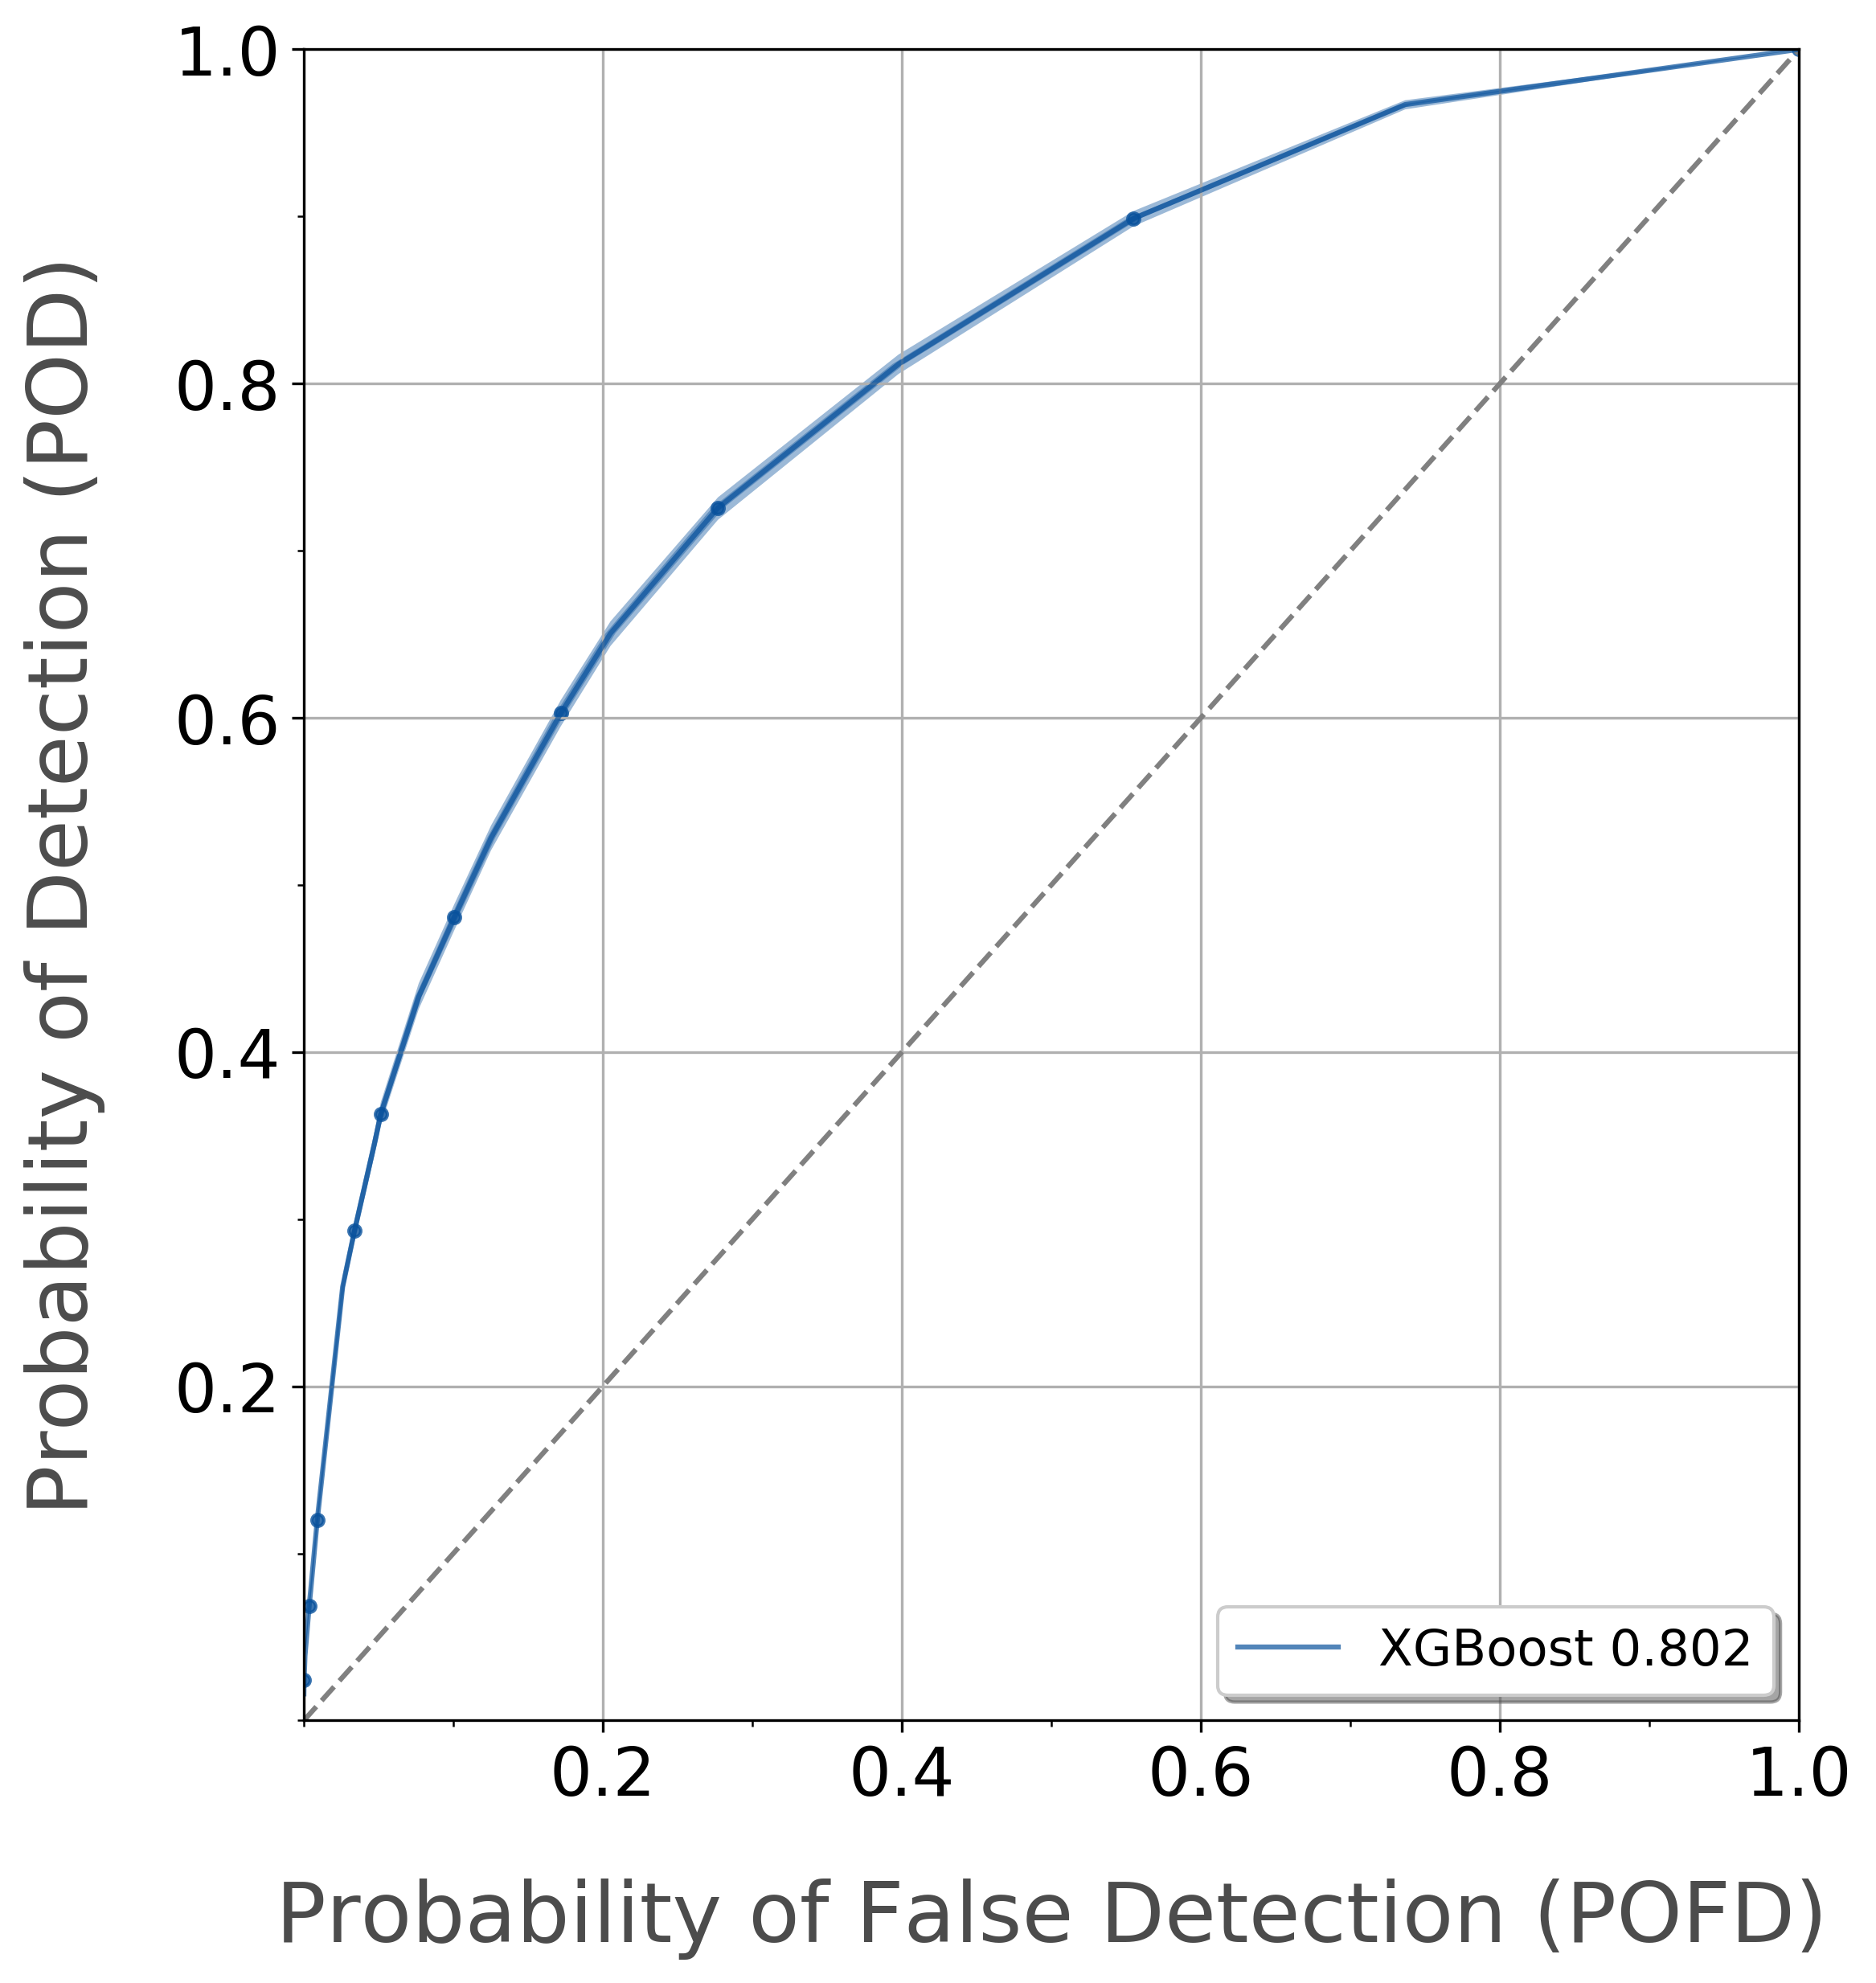 1.0
0.8
0.6
0.4
0.2
Probability of Detection (POD)
XGBoost 0.802
0.2 0.4 0.6 0.8 1.0
Probability of False Detection (POFD)